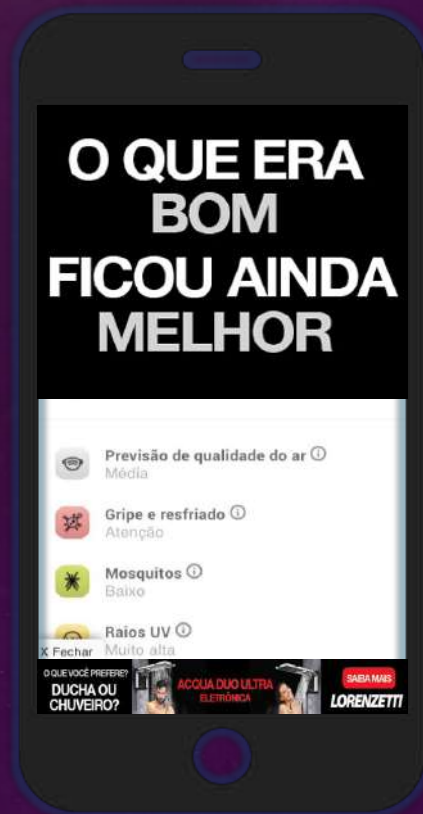 O QUE ERA
BOM
FICOU AINDA
MELHOR
Previsão de qualidade do ar
Média
Gripe e resfriado
Atenção
Mosquitos
Baixo
Raios UV
Muito alta
X Fechar
O QUE VOCÊ PREFERE?
DUCHA OU
CHUVEIRO?
ACQUA DUO ULTRA
ELETRÔNICA
SAIBA MAIS
LORENZETTI